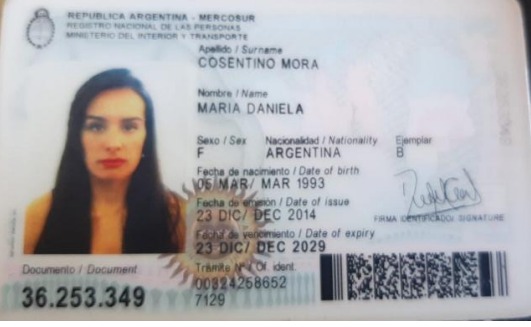 REPUBLICA ARGENTINA - MERCOSUR
REGISTRO NACIONAL DE LAS PERSONAS
MINISTERIO DEL INTERIOR Y TRANSPORTE
Apellido / Surname
COSENTINO MORA
Nombre / Name
MARIA DANIELA
Sexo / Sex Nacionalidad / Nationality Ejemplar
F ARGENTINA B
Fecha de nacimiento / Date of birth
05 MAR/ MAR 1993
Fecha de emisión / Date of issue
23 DIC/ DEC 2014
FIRMA IDENTIFICADO/ SIGNATURE
Fecha de vencimiento / Date of expiry
23 DIC/ DEC 2029
Documento / Document
Trámite Nº / Of. ident.
36.253.349
00324258652
7129